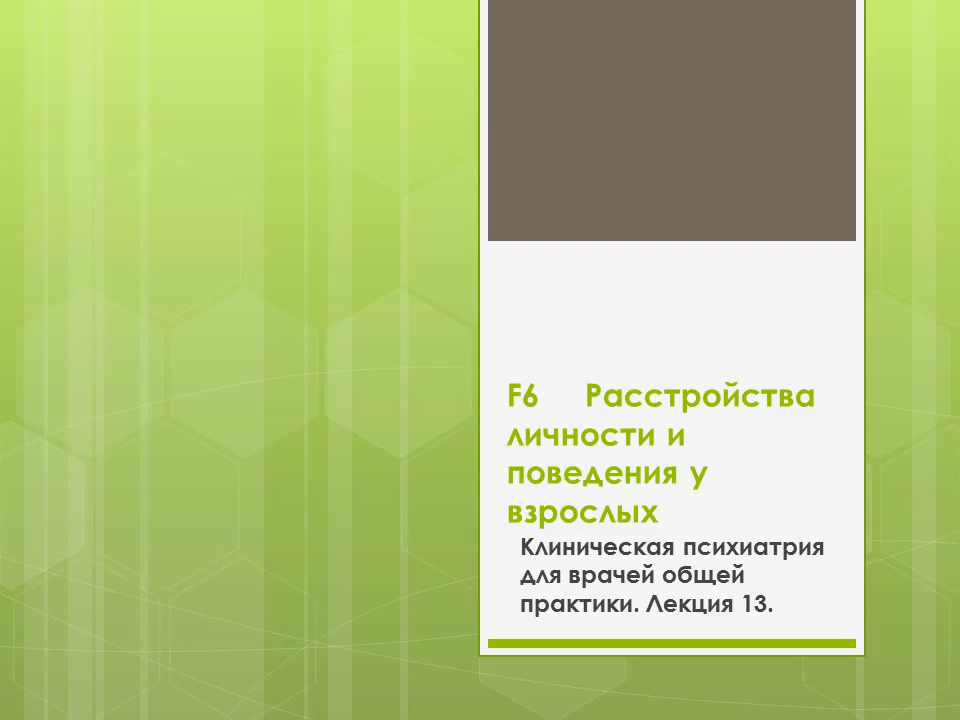 F6 Расстройства
личности и
поведения у
взрослых
Клиническая психиатрия
для врачей общей
практики. Лекция 13.